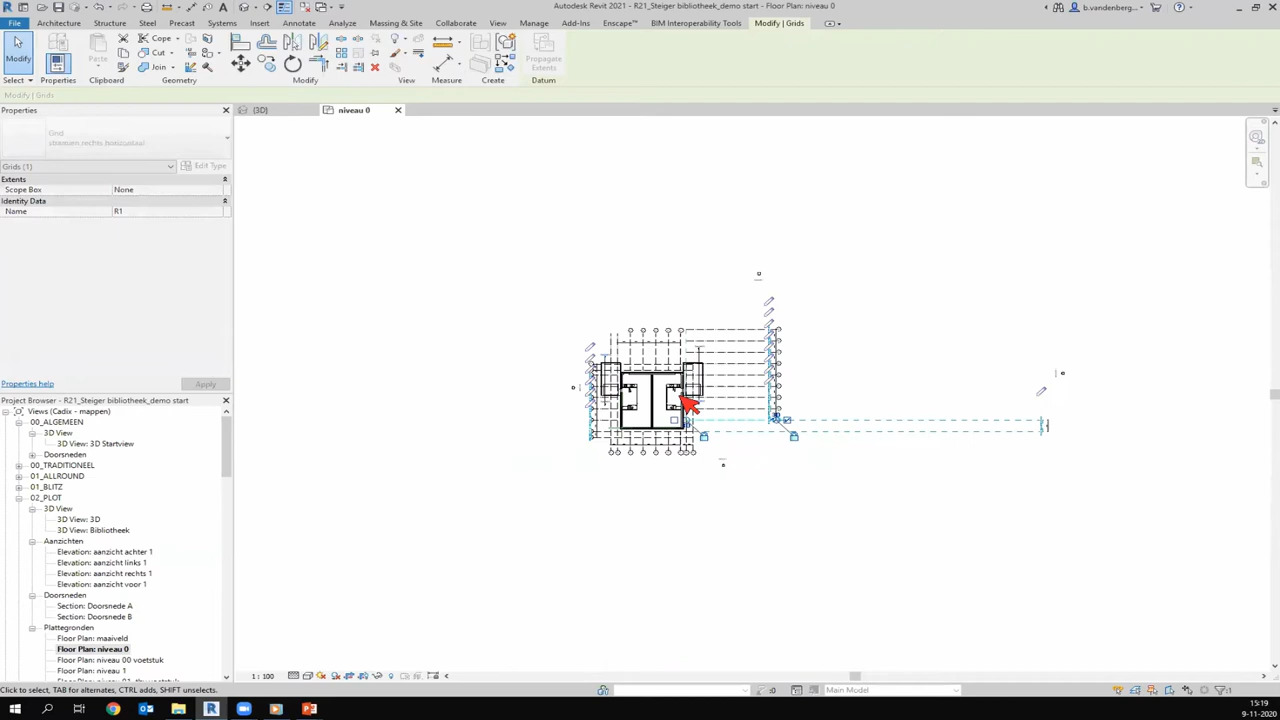 Autodesk Revit 2021 - R21_Steiger bibliotheek_demo start - Floor Plan: niveau 0
b.vandenberg...
File
Architecture
Structure
Steel
Precast
Systems
Insert
Annotate
Analyze
Massing & Site
Collaborate
View
Manage
Add-Ins
Enscape™
BIM Interoperability Tools
Modify | Grids
Modify
Paste
Cope
Cut
Join
Propagate
Extents
Select
Properties
Clipboard
Geometry
Modify
View
Measure
Create
Datum
Modify | Grids
Properties
{3D}
niveau 0
Grid
stramien rechts horizontaal
Grids (1)
Edit Type
Extents
Scope Box
None
Identity Data
Name
R1
Properties help
Apply
Project Browser - R21_Steiger bibliotheek_demo start
Views (Cadix - mappen)
00_ALGEMEEN
3D View
3D View: 3D Startview
Doorsneden
00_TRADITIONEEL
01_ALLROUND
01_BLITZ
02_PLOT
3D View
3D View: 3D
3D View: Bibliotheek
Aanzichten
Elevation: aanzicht achter 1
Elevation: aanzicht links 1
Elevation: aanzicht rechts 1
Elevation: aanzicht voor 1
Doorsneden
Section: Doorsnede A
Section: Doorsnede B
Plattegronden
Floor Plan: maaiveld
Floor Plan: niveau 0
Floor Plan: niveau 00 voetstuk
Floor Plan: niveau 1
1 : 100
Click to select, TAB for alternates, CTRL adds, SHIFT unselects.
:0
Main Model
:1
15:19
9-11-2020